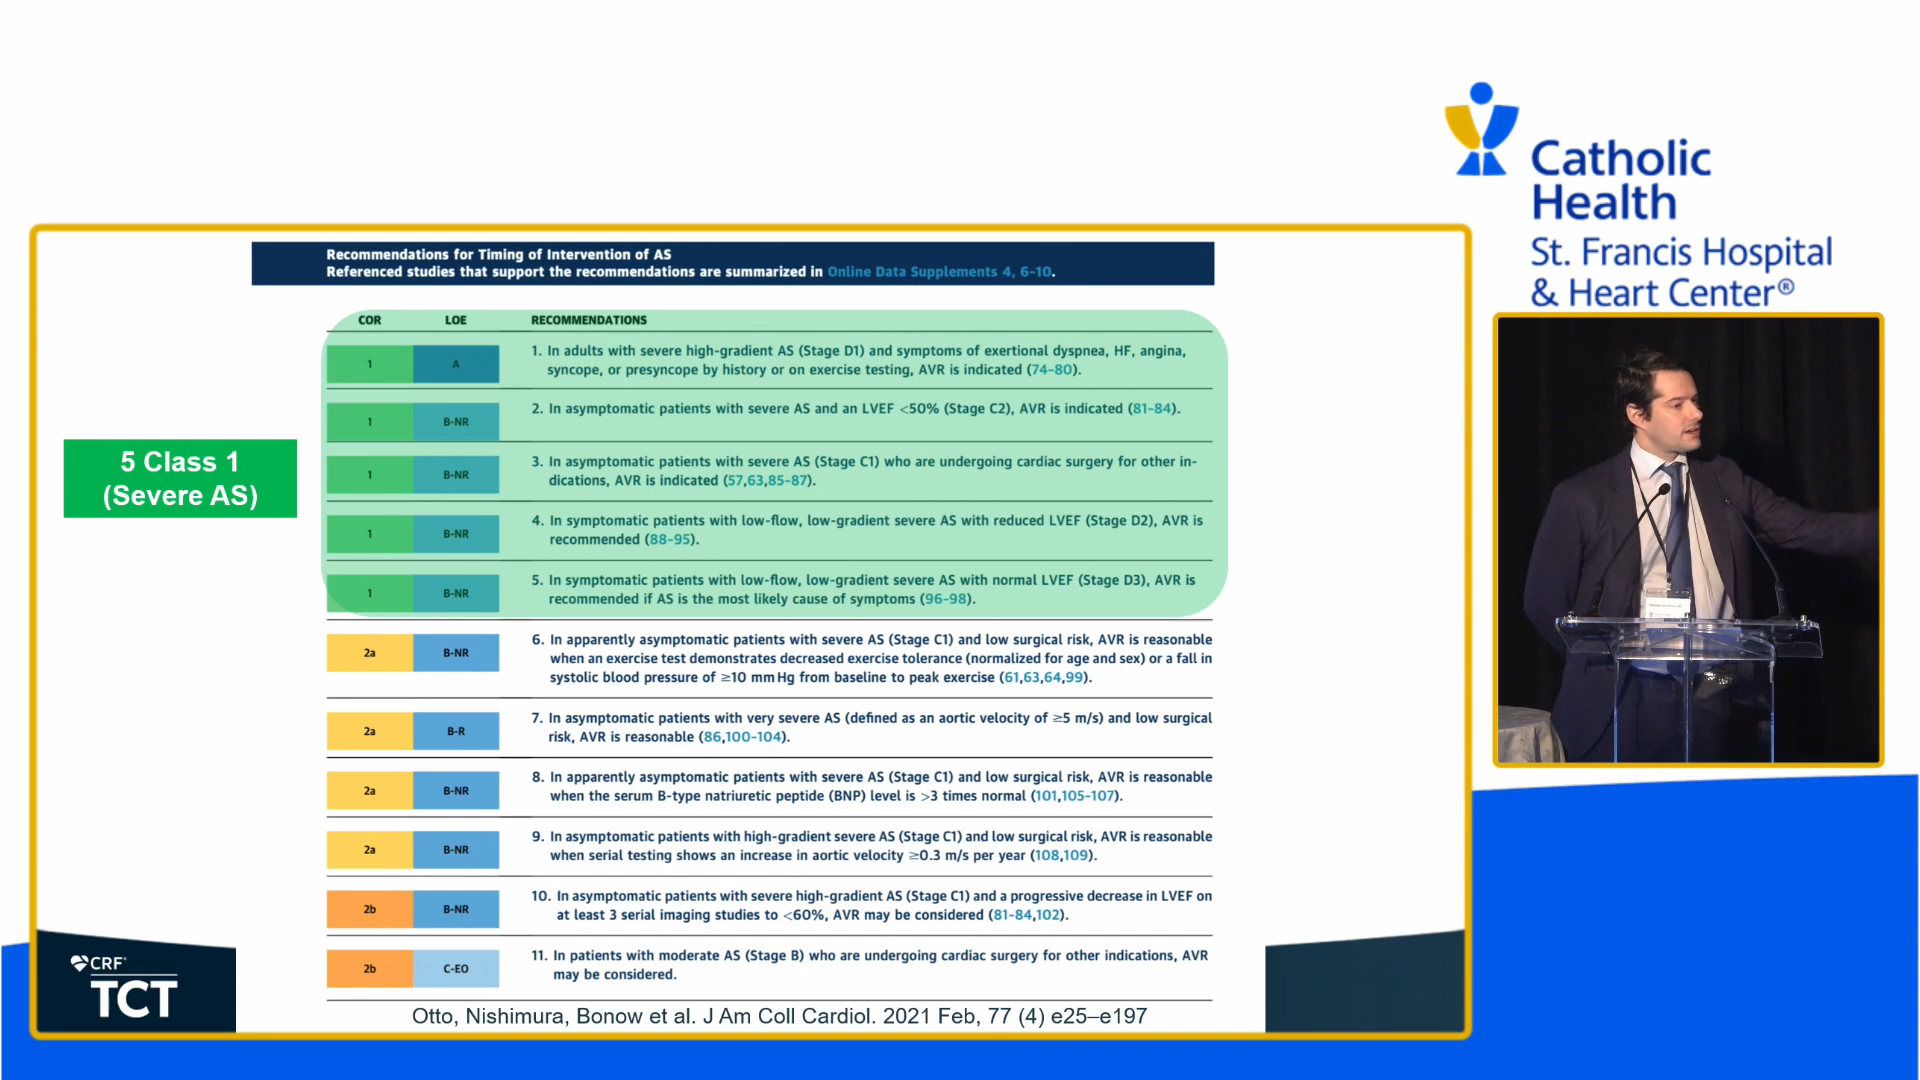 Catholic
Health
St. Francis Hospital
& Heart Center®
Recommendations for Timing of Intervention of AS
Referenced studies that support the recommendations are summarized in Online Data Supplements 4, 6-10.
COR LOE RECOMMENDATIONS
1 A 1. In adults with severe high-gradient AS (Stage D1) and symptoms of exertional dyspnea, HF, angina,
syncope, or presyncope by history or on exercise testing, AVR is indicated (74-80).
1 B-NR 2. In asymptomatic patients with severe AS and an LVEF <50% (Stage C2), AVR is indicated (81-84).
5 Class 1
(Severe AS)
1 B-NR 3. In asymptomatic patients with severe AS (Stage C1) who are undergoing cardiac surgery for other in-
dications, AVR is indicated (57,63,85-87).
1 B-NR 4. In symptomatic patients with low-flow, low-gradient severe AS with reduced LVEF (Stage D2), AVR is
recommended (88-95).
1 B-NR 5. In symptomatic patients with low-flow, low-gradient severe AS with normal LVEF (Stage D3), AVR is
recommended if AS is the most likely cause of symptoms (96-98).
2a B-NR 6. In apparently asymptomatic patients with severe AS (Stage C1) and low surgical risk, AVR is reasonable
when an exercise test demonstrates decreased exercise tolerance (normalized for age and sex) or a fall in
systolic blood pressure of ≥10 mm Hg from baseline to peak exercise (61,63,64,99).
2a B-R 7. In asymptomatic patients with very severe AS (defined as an aortic velocity of ≥5 m/s) and low surgical
risk, AVR is reasonable (86,100-104).
2a B-NR 8. In apparently asymptomatic patients with severe AS (Stage C1) and low surgical risk, AVR is reasonable
when the serum B-type natriuretic peptide (BNP) level is >3 times normal (101,105-107).
2a B-NR 9. In asymptomatic patients with high-gradient severe AS (Stage C1) and low surgical risk, AVR is reasonable
when serial testing shows an increase in aortic velocity ≥0.3 m/s per year (108,109).
2b B-NR 10. In asymptomatic patients with severe high-gradient AS (Stage C1) and a progressive decrease in LVEF on
at least 3 serial imaging studies to <60%, AVR may be considered (81-84,102).
2b C-EO 11. In patients with moderate AS (Stage B) who are undergoing cardiac surgery for other indications, AVR
may be considered.
CRF
TCT
Otto, Nishimura, Bonow et al. J Am Coll Cardiol. 2021 Feb, 77 (4) e25–e197